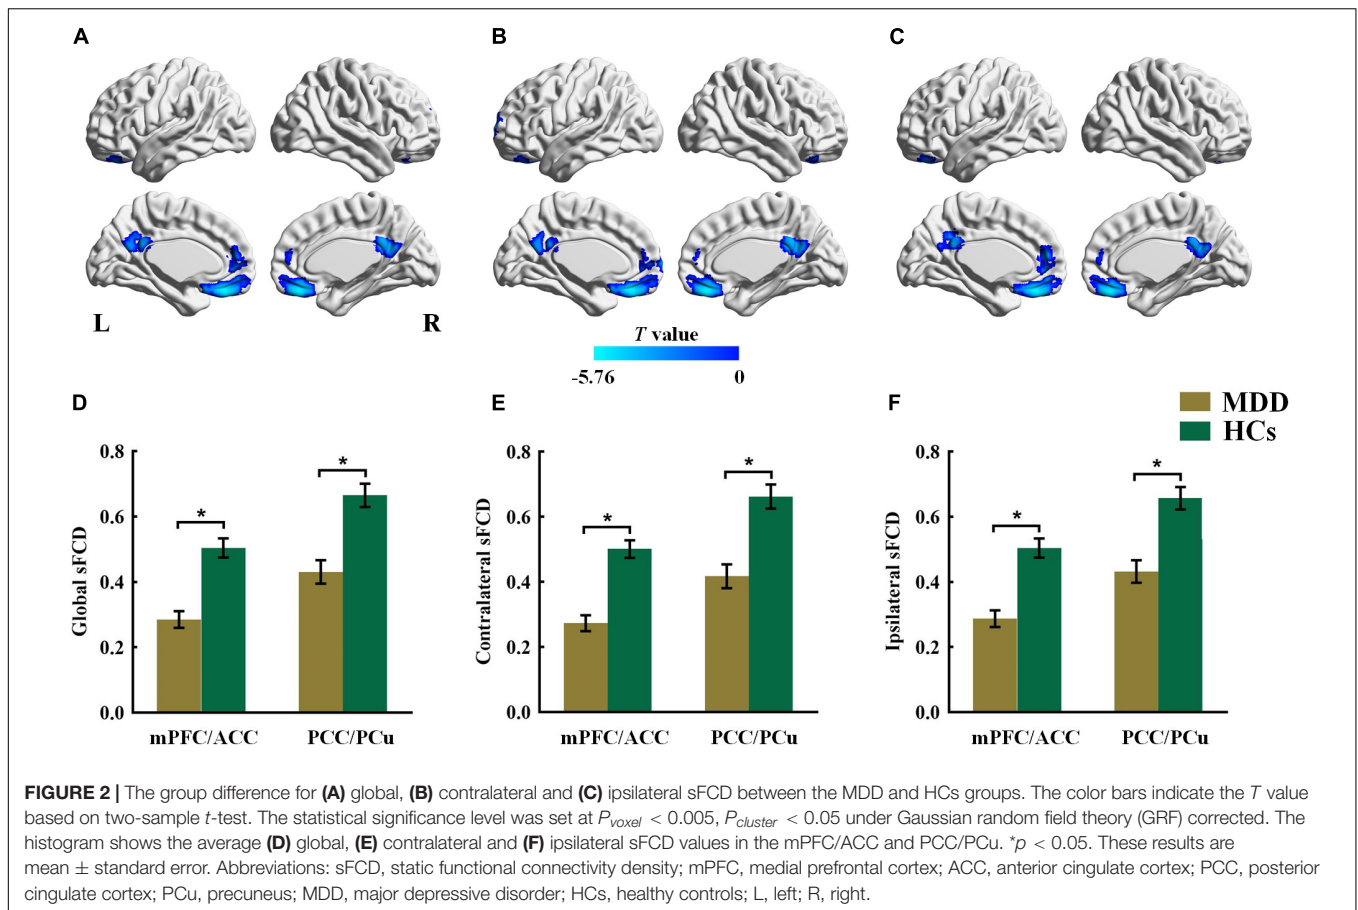 A
B
C
L
R
T value
-5.76
0
D
E
F
MDD
HCs
0.8
0.6
0.4
0.2
0.0
Global sFCD
*
*
mPFC/ACC
PCC/PCu
0.8
0.6
0.4
0.2
0.0
Contralateral sFCD
*
*
mPFC/ACC
PCC/PCu
0.8
0.6
0.4
0.2
0.0
Ipsilateral sFCD
*
*
mPFC/ACC
PCC/PCu
FIGURE 2 | The group difference for (A) global, (B) contralateral and (C) ipsilateral sFCD between the MDD and HCs groups. The color bars indicate the T value
based on two-sample t-test. The statistical significance level was set at Pvoxel < 0.005, Pcluster < 0.05 under Gaussian random field theory (GRF) corrected. The
histogram shows the average (D) global, (E) contralateral and (F) ipsilateral sFCD values in the mPFC/ACC and PCC/PCu. *p < 0.05. These results are
mean ± standard error. Abbreviations: sFCD, static functional connectivity density; mPFC, medial prefrontal cortex; ACC, anterior cingulate cortex; PCC, posterior
cingulate cortex; PCu, precuneus; MDD, major depressive disorder; HCs, healthy controls; L, left; R, right.